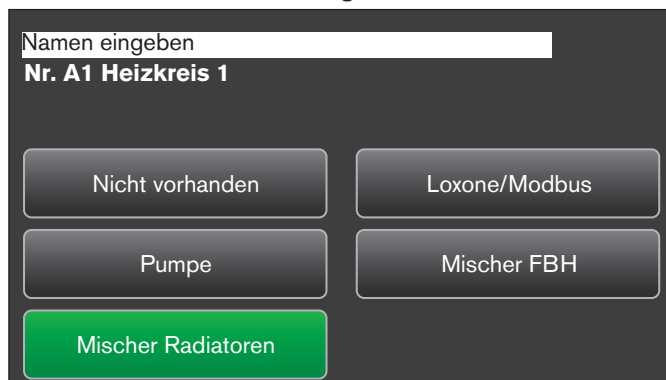 Namen eingeben
Nr. A1 Heizkreis 1
Nicht vorhanden
Loxone/Modbus
Pumpe
Mischer FBH
Mischer Radiatoren